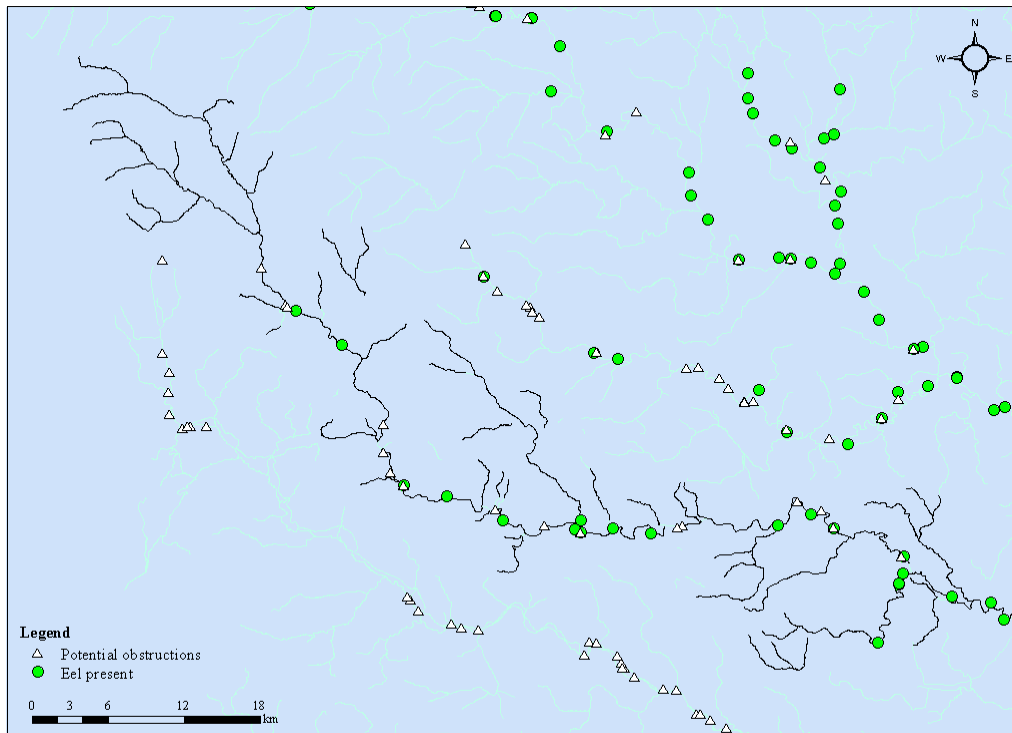 N
W E
S
Legend
Potential obstructions
Eel present
0 3 6 12 18
km